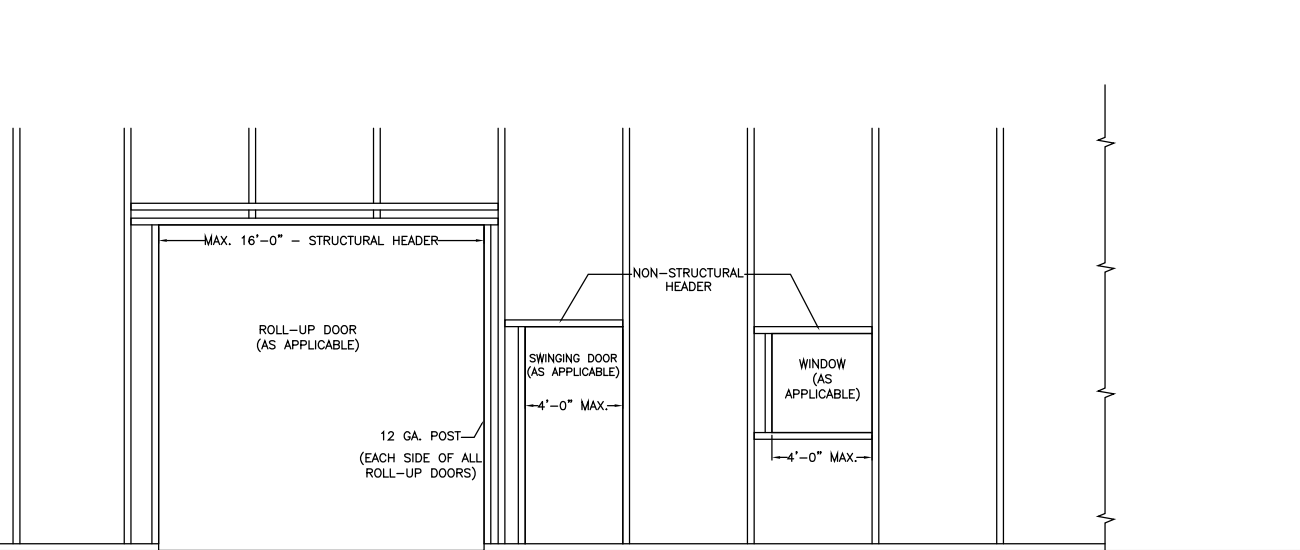 MAX. 16'-0" - STRUCTURAL HEADER
NON-STRUCTURAL
HEADER
ROLL-UP DOOR
(AS APPLICABLE)
SWINGING DOOR
(AS APPLICABLE)
WINDOW
(AS
APPLICABLE)
4'-0" MAX.
12 GA. POST
(EACH SIDE OF ALL
ROLL-UP DOORS)
4'-0" MAX.